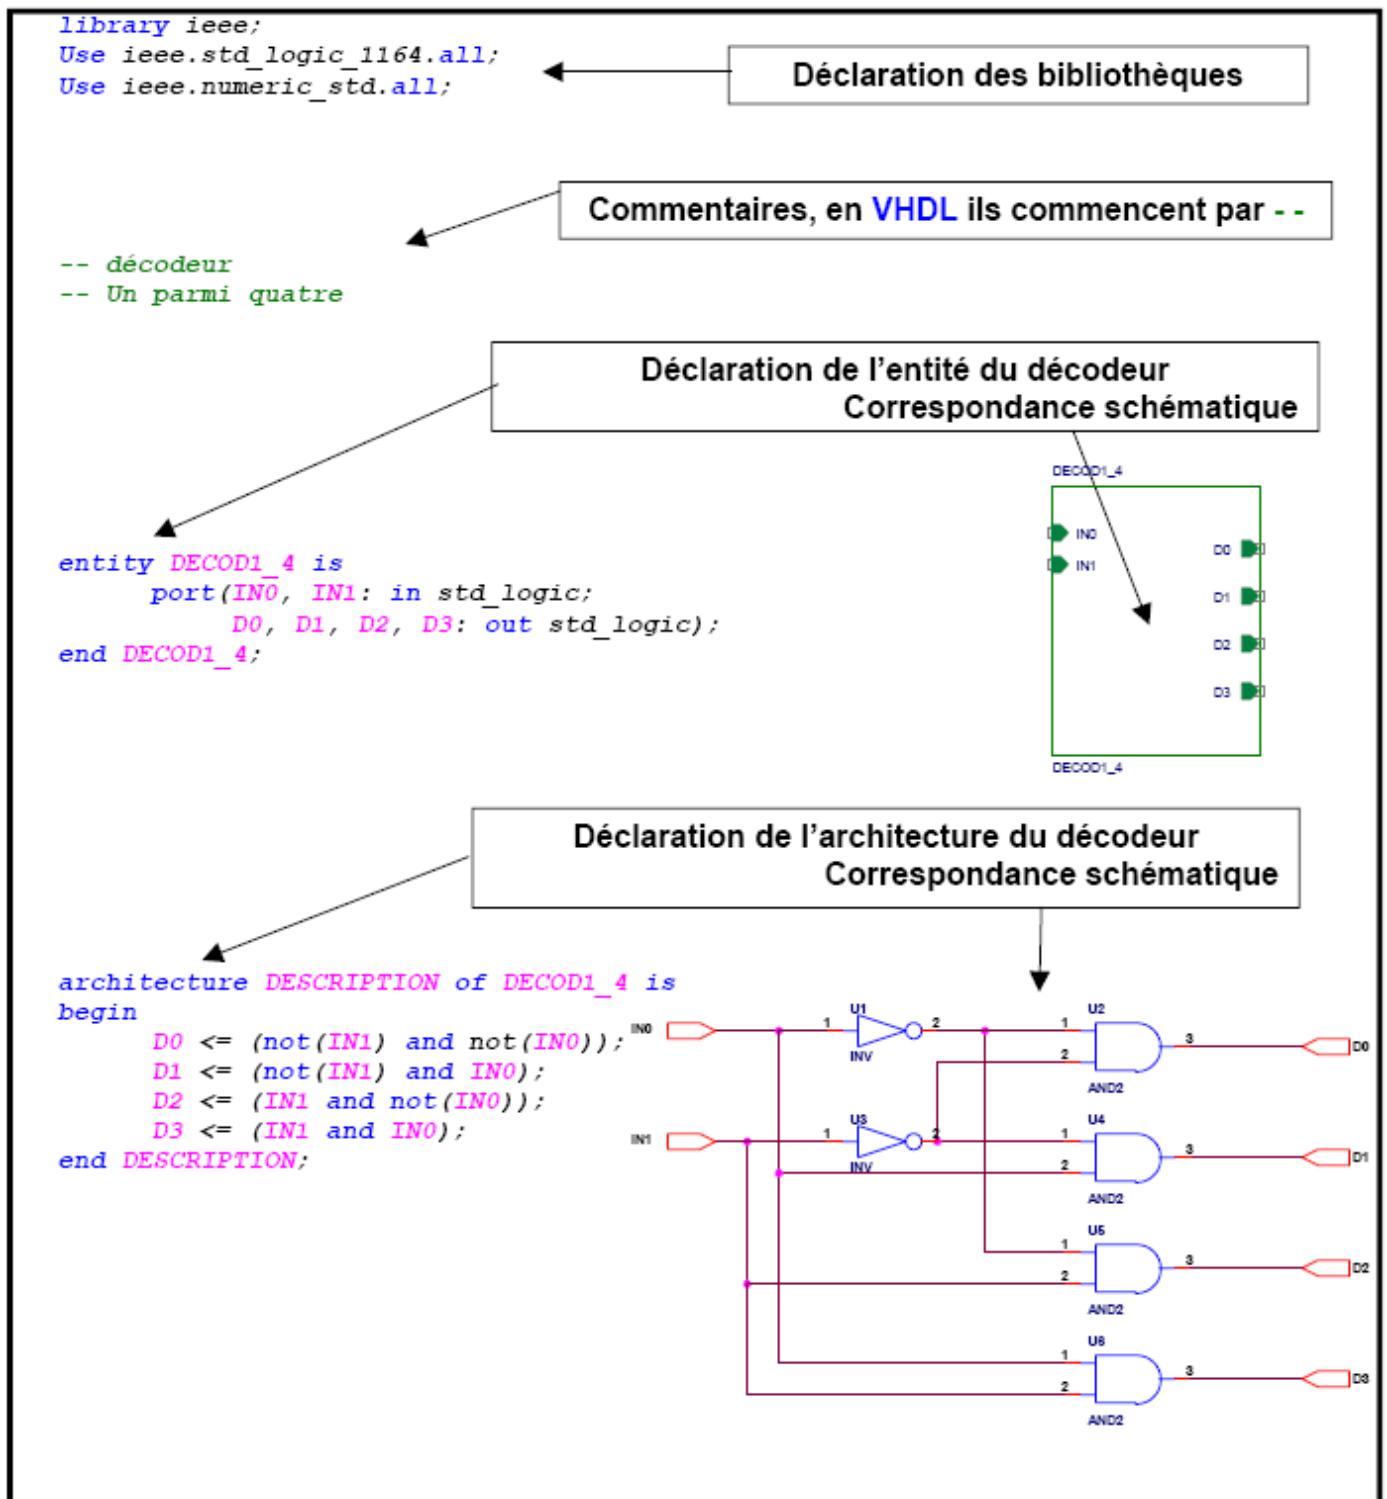 library ieee;
Use ieee.std_logic_1164.all;
Use ieee.numeric_std.all;
Déclaration des bibliothèques
Commentaires, en VHDL ils commencent par - -
-- décodeur
-- Un parmi quatre
Déclaration de l'entité du décodeur
Correspondance schématique
DECOD1_4
IN0
IN1
D0
D1
D2
D3
DECOD1_4
entity DECOD1_4 is
port(IN0, IN1: in std_logic;
D0, D1, D2, D3: out std_logic);
end DECOD1_4;
Déclaration de l'architecture du décodeur
Correspondance schématique
architecture DESCRIPTION of DECOD1_4 is
begin
D0 <= (not(IN1) and not(IN0));
D1 <= (not(IN1) and IN0);
D2 <= (IN1 and not(IN0));
D3 <= (IN1 and IN0);
end DESCRIPTION;
IN0
1
U1
2
INV
1
U2
2
3
AND2
D0
IN1
1
U3
2
INV
1
U4
2
3
AND2
D1
1
U5
2
3
AND2
D2
1
U6
2
3
AND2
D3